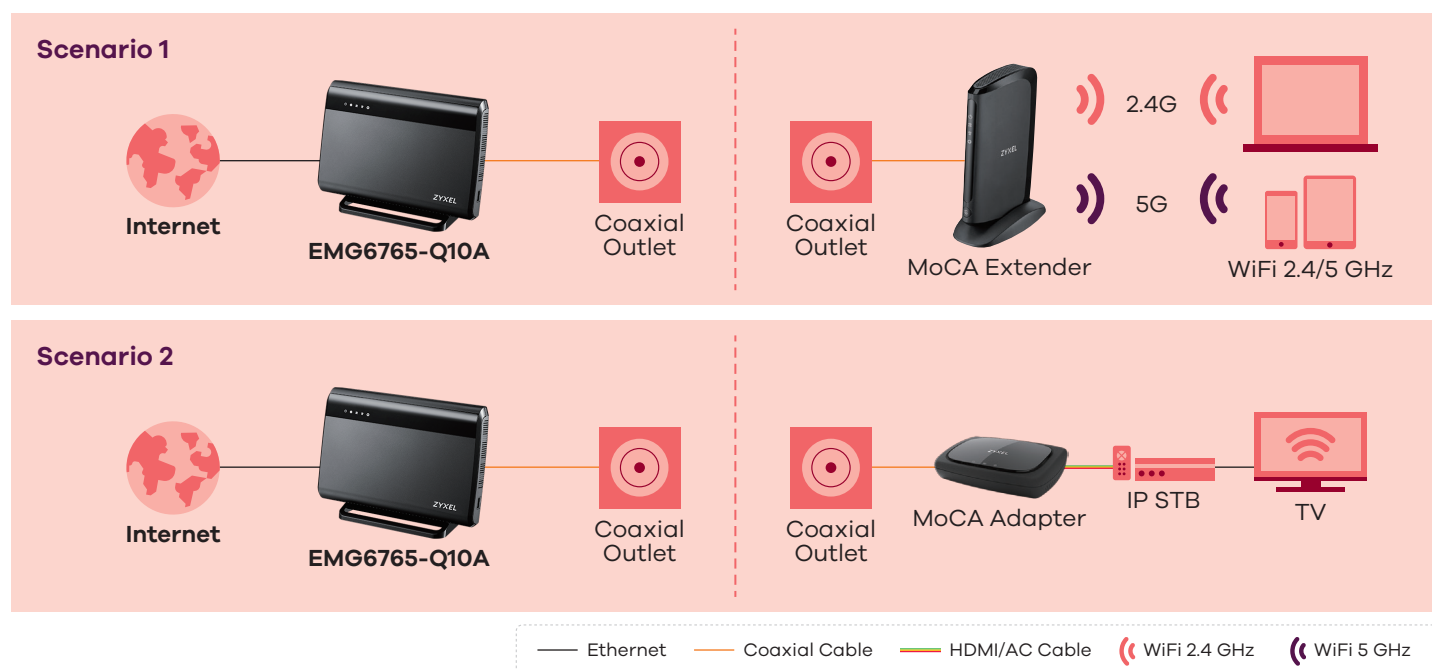 Scenario 1
ZYXEL
Internet
EMG6765-Q10A
Coaxial
Outlet
Coaxial
Outlet
ZYXEL
MoCA Extender
2.4G
5G
WiFi 2.4/5 GHz
Scenario 2
ZYXEL
Internet
EMG6765-Q10A
Coaxial
Outlet
Coaxial
Outlet
ZYXEL
MoCA Adapter
IP STB
TV
Ethernet
Coaxial Cable
HDMI/AC Cable
WiFi 2.4 GHz
WiFi 5 GHz